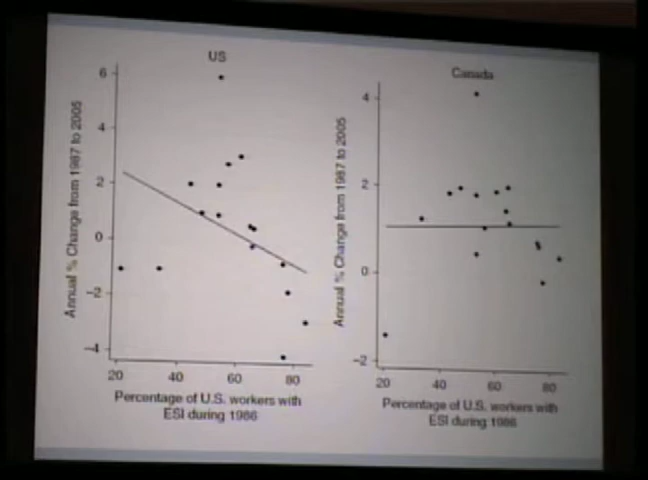 US
6
4
2
0
−2
−4
20 40 60 80
Annual % Change from 1987 to 2005
Percentage of U.S. workers with
ESI during 1986
Canada
4
2
0
−2
20 40 60 80
Annual % Change from 1987 to 2005
Percentage of U.S. workers with
ESI during 1986